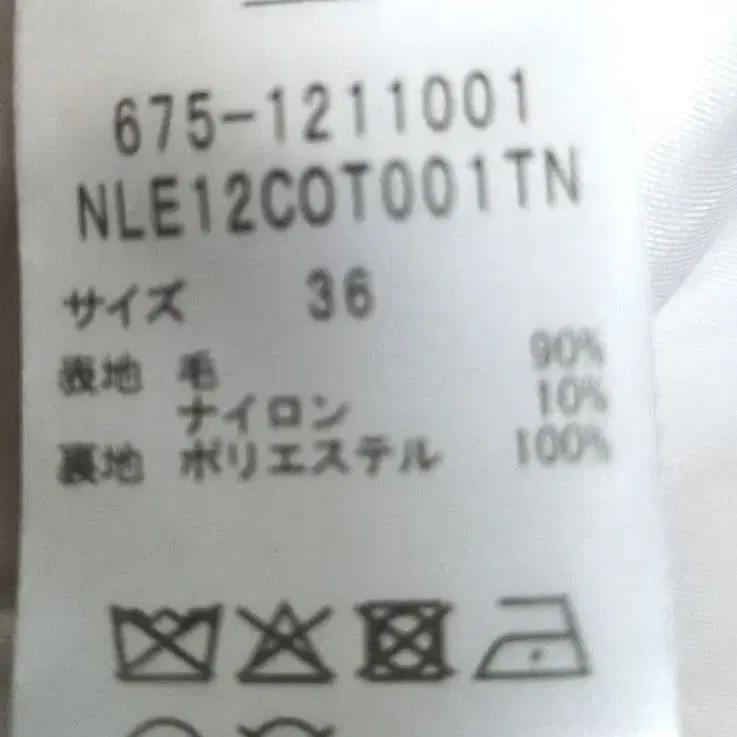 675-1211001
NLE12COT001TN
サイズ 36
表地 毛 90%
ナイロン 10%
裏地 ポリエステル 100%